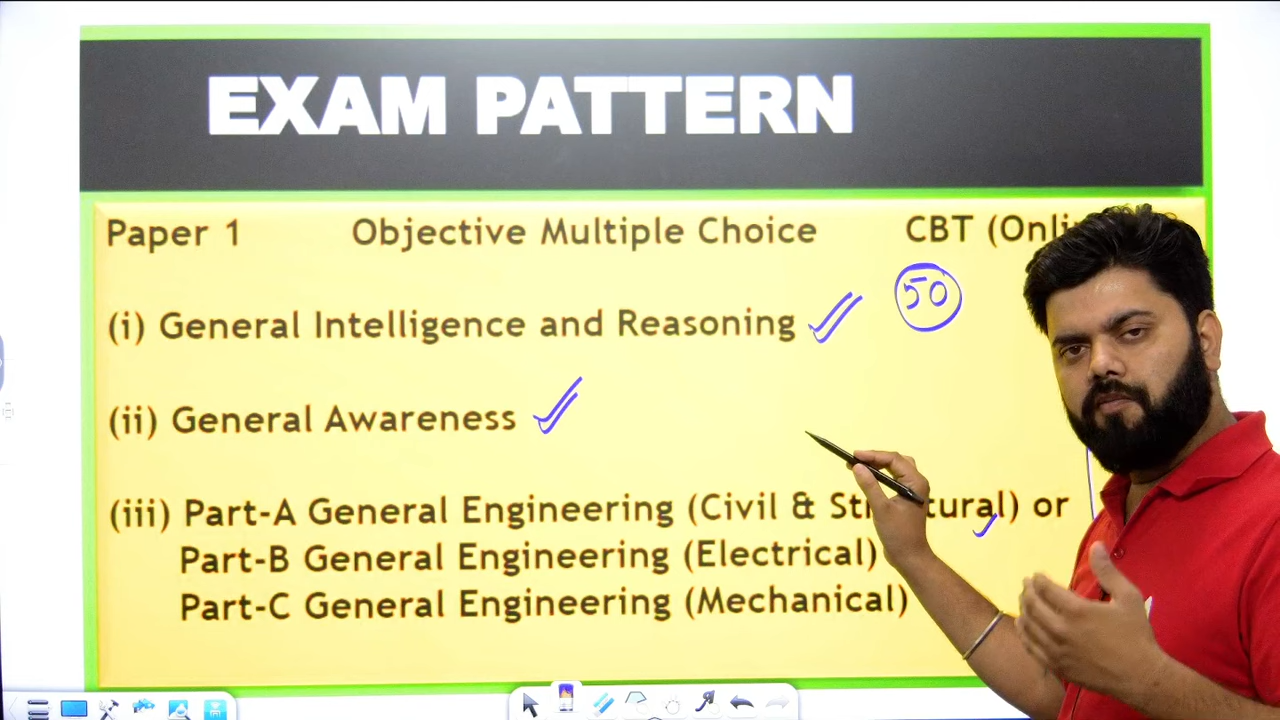 EXAM PATTERN
Paper 1 Objective Multiple Choice CBT (Onli
50
(i) General Intelligence and Reasoning
(ii) General Awareness
(iii) Part-A General Engineering (Civil & St tural) or
Part-B General Engineering (Electrical)
Part-C General Engineering (Mechanical)